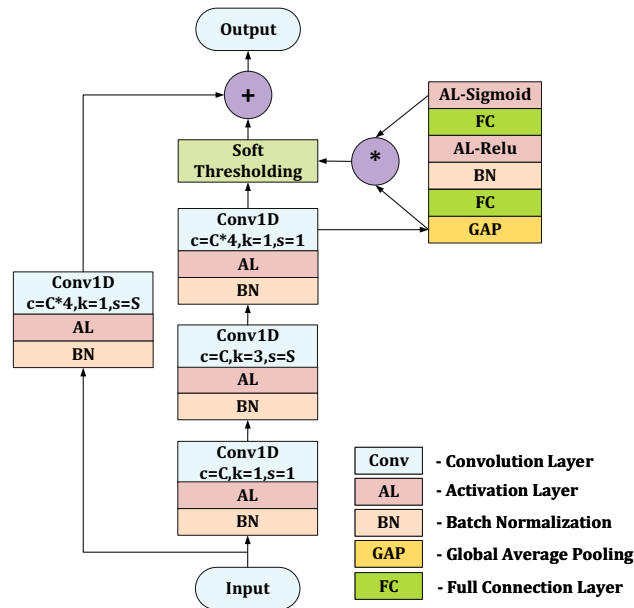 Output
+
AL-Sigmoid
FC
AL-Relu
BN
FC
GAP
*
Soft
Thresholding
Conv1D
c=C*4,k=1,s=1
AL
BN
Conv1D
c=C*4,k=1,s=S
AL
BN
Conv1D
c=C,k=3,s=S
AL
BN
Conv1D
c=C,k=1,s=1
AL
BN
Input
Conv - Convolution Layer
AL - Activation Layer
BN - Batch Normalization
GAP - Global Average Pooling
FC - Full Connection Layer